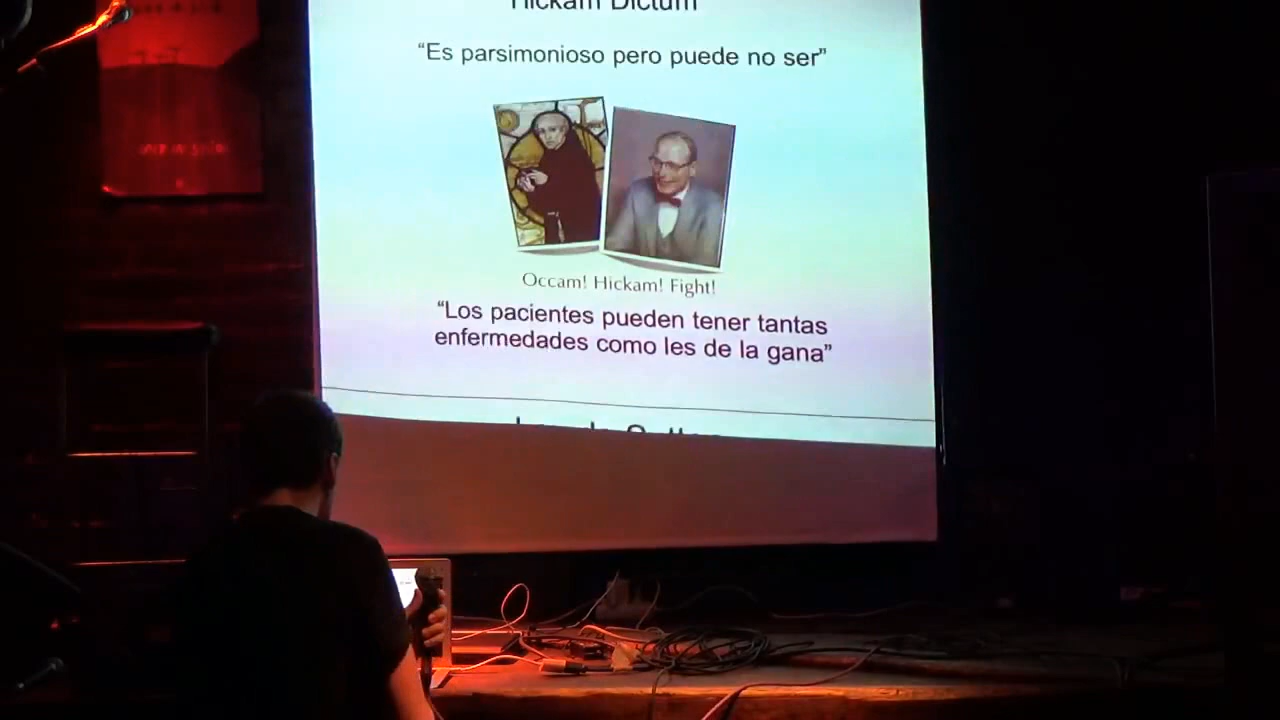 Hickam Dictum
“Es parsimonioso pero puede no ser”
Occam! Hickam! Fight!
“Los pacientes pueden tener tantas
enfermedades como les de la gana”